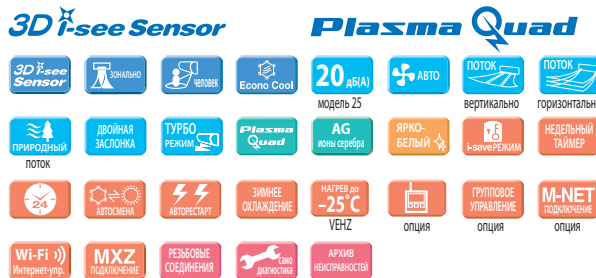 3D i-see Sensor
Plasma Quad
3D i-see
Sensor
ЗОНАЛЬНО
ЧЕЛОВЕК
Econo Cool
20 дБ(А)
модель 25
АВТО
ПОТОК
вертикально
ПОТОК
горизонтальн
ПРИРОДНЫЙ
поток
ДВОЙНАЯ
ЗАСЛОНКА
ТУРБО
РЕЖИМ
Plasma
Quad
AG
ионы серебра
ЯРКО-
БЕЛЫЙ
i-save РЕЖИМ
НЕДЕЛЬНЫЙ
ТАЙМЕР
24
АВТОСМЕНА
АВТОРЕСТАРТ
ЗИМНЕЕ
ОХЛАЖДЕНИЕ
НАГРЕВ до
–25°C
VEHZ
опция
ГРУППОВОЕ
УПРАВЛЕНИЕ
опция
M-NET
ПОДКЛЮЧЕНИЕ
опция
Wi-Fi
Интернет-упр.
MXZ
ПОДКЛЮЧЕНИЕ
РЕЗЬБОВЫЕ
СОЕДИНЕНИЯ
само
диагностика
АРХИВ
НЕИСПРАВНОСТЕЙ